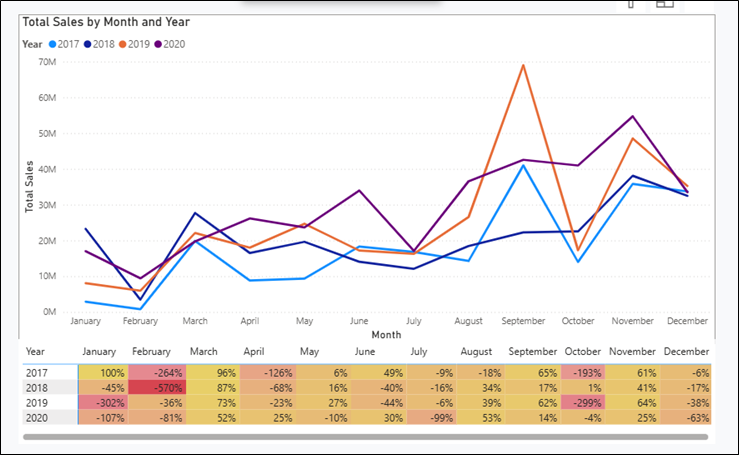 Total Sales by Month and Year
Year 2017 2018 2019 2020
70M
60M
50M
40M
30M
20M
10M
0M
Total Sales
January February March April May June July August September October November December
Month
Year January February March April May June July August September October November December
2017 100% -264% 96% -126% 6% 49% -9% -18% 65% -193% 61% -6%
2018 -45% -570% 87% -68% 16% -40% -16% 34% 17% 1% 41% -17%
2019 -302% -36% 73% -23% 27% -44% -6% 39% 62% -299% 64% -38%
2020 -107% -81% 52% 25% -10% 30% -99% 53% 14% -4% 25% -63%